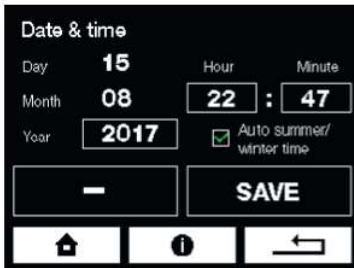 Date & time
Day 15 Hour Minute
Month 08 22 : 47
Year 2017 Auto summer/
winter time
− SAVE
i